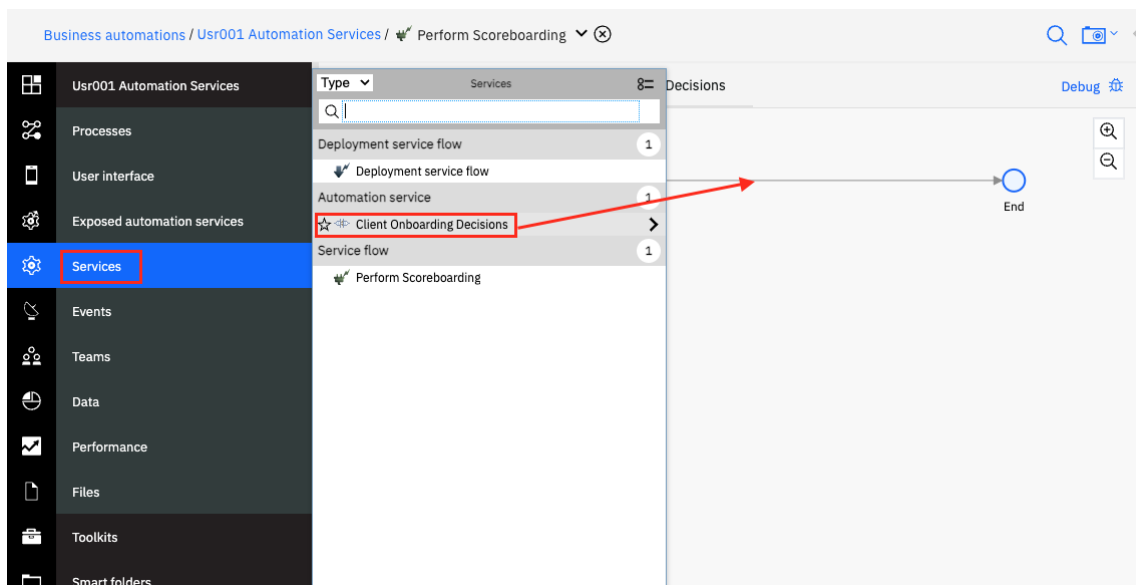 Business automations / Usr001 Automation Services / Perform Scoreboarding
Usr001 Automation Services
Processes
User interface
Exposed automation services
Services
Events
Teams
Data
Performance
Files
Toolkits
Smart folders
Type
Services
Deployment service flow
1
Deployment service flow
Automation service
1
Client Onboarding Decisions
Service flow
1
Perform Scoreboarding
Decisions
Debug
End